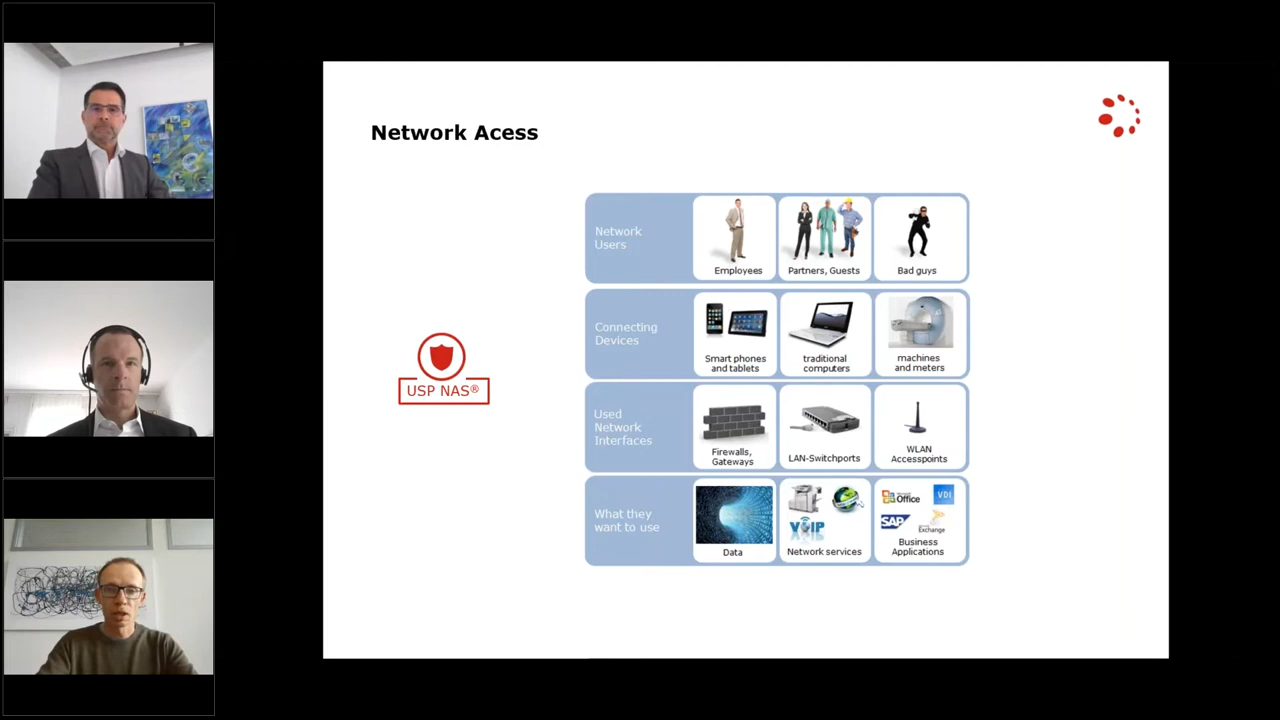 Network Acess
Network
Users
Employees
Partners, Guests
Bad guys
Connecting
Devices
Smart phones
and tablets
traditional
computers
machines
and meters
USP NAS®
Used
Network
Interfaces
Firewalls,
Gateways
LAN-Switchports
WLAN
Accesspoints
What they
want to use
Data
VOIP
Network services
Microsoft
Office
VDI
SAP
Exchange
Business
Applications